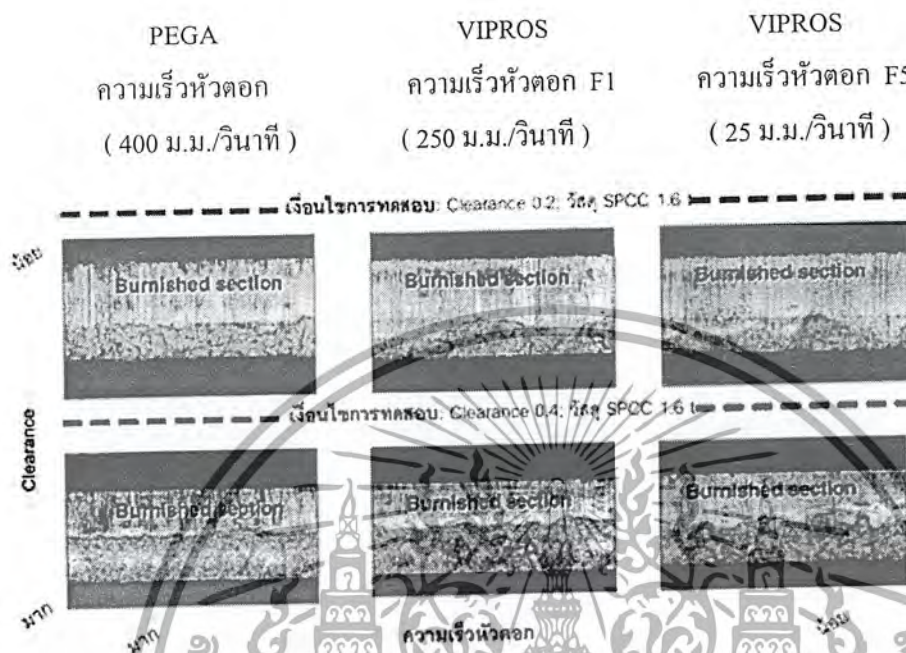 PEGA VIPROS VIPROS
ความเร็วหัวตอก ความเร็วหัวตอก F1 ความเร็วหัวตอก F5
( 400 ม.ม./วินาที ) ( 250 ม.ม./วินาที ) ( 25 ม.ม./วินาที )
เงื่อนไขการทดสอบ: Clearance 0.2; วัสดุ SPCC 1.6
น้อย
Burnished section Burnished section Burnished section
Clearance
เงื่อนไขการทดสอบ: Clearance 0.4; วัสดุ SPCC 1.6 t
Burnished section Burnished section Burnished section
มาก
มาก ความเร็วหัวตอก น้อย